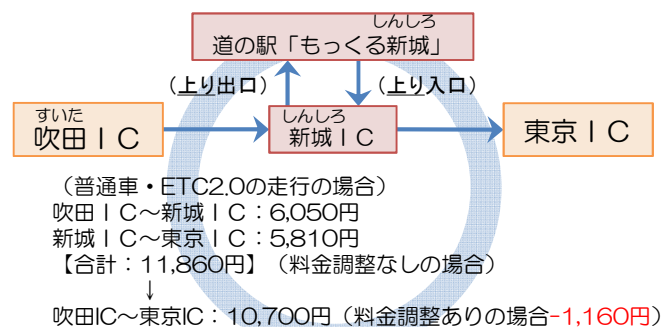 しんしろ
道の駅「もっくる新城」
（上り出口）
（上り入口）
すいた
吹田ＩＣ
しんしろ
新城ＩＣ
東京ＩＣ
（普通車・ETC2.0の走行の場合）
吹田ＩＣ～新城ＩＣ：6,050円
新城ＩＣ～東京ＩＣ：5,810円
【合計：11,860円】（料金調整なしの場合）
↓
吹田IC～東京IC：10,700円（料金調整ありの場合-1,160円）